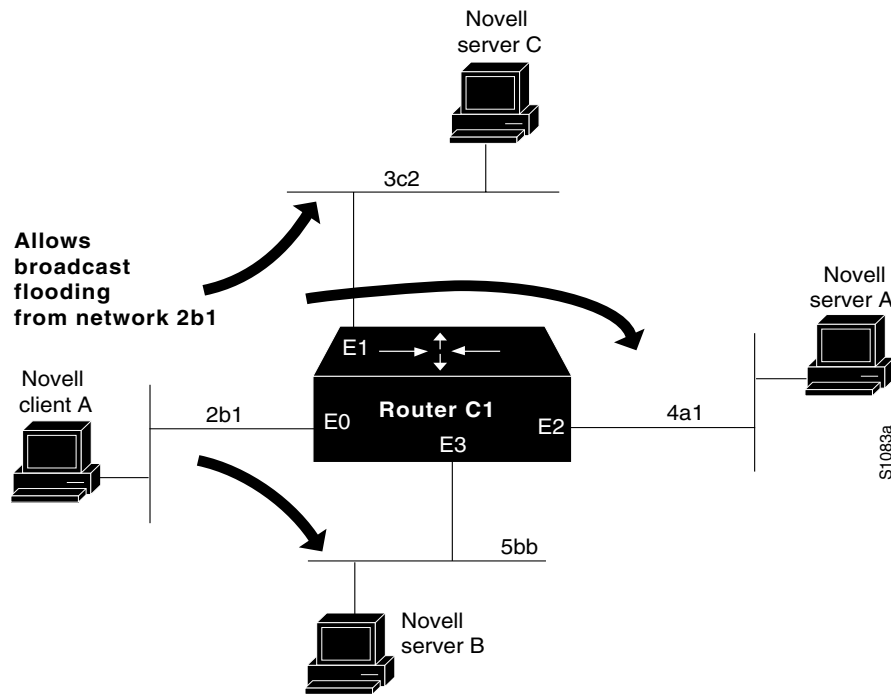 Novell
server C
3c2
Allows
broadcast
flooding
from network 2b1
Novell
server A
E1
Novell
client A
2b1
E0
Router C1
E2
4a1
E3
S1083a
5bb
Novell
server B